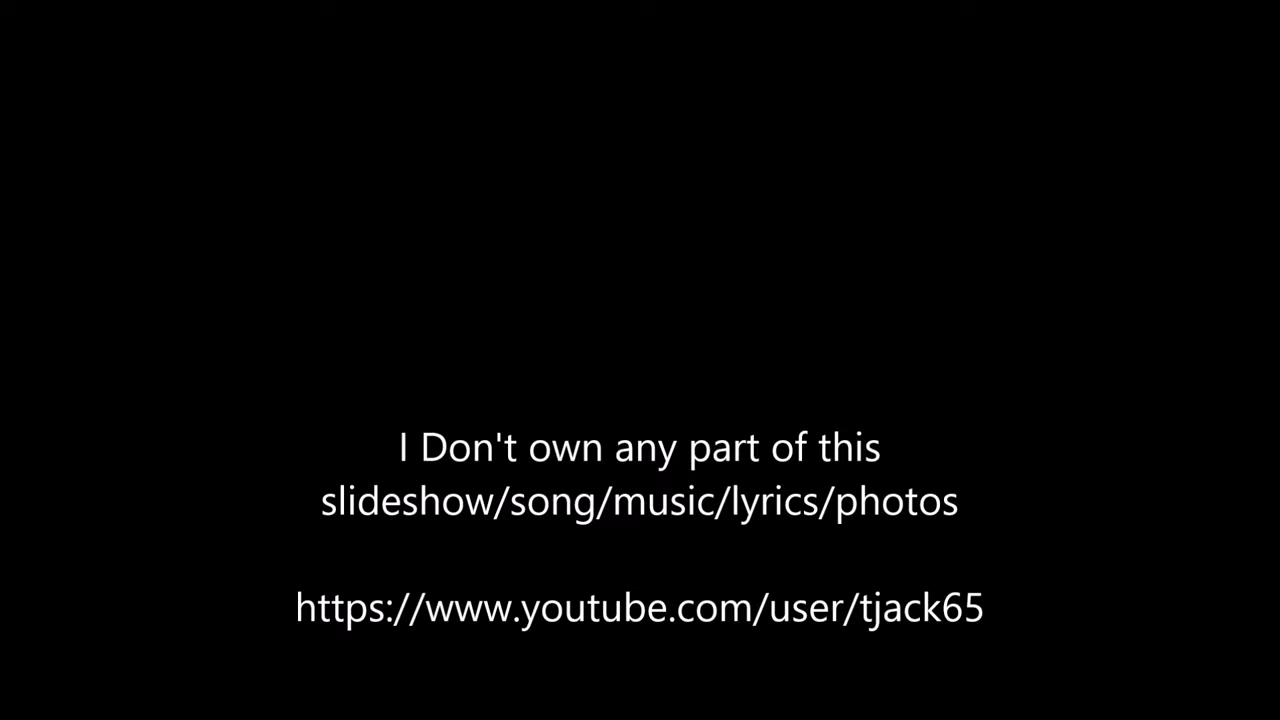 I Don't own any part of this
slideshow/song/music/lyrics/photos
https://www.youtube.com/user/tjack65